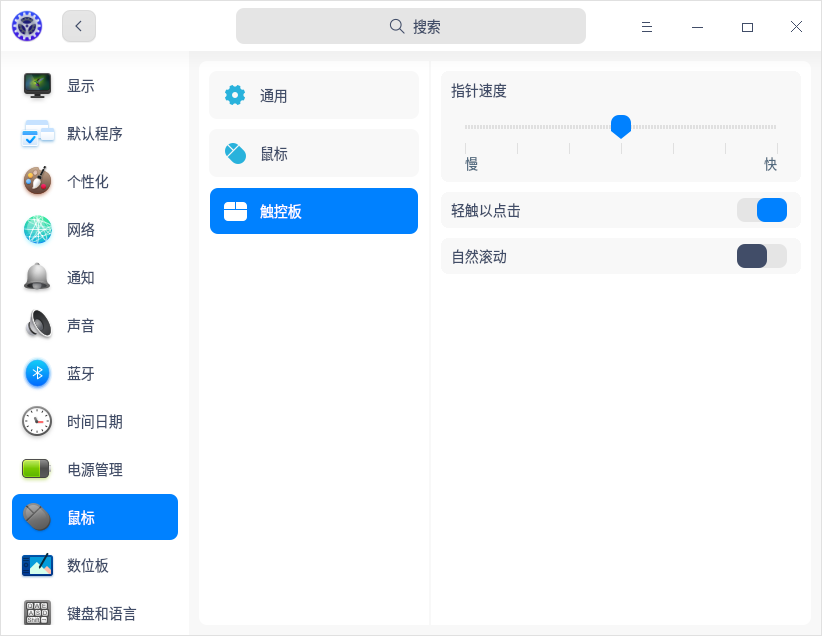 搜索
显示
默认程序
个性化
网络
通知
声音
蓝牙
时间日期
电源管理
鼠标
数位板
键盘和语言
通用
鼠标
触控板
指针速度
慢 快
轻触以点击
自然滚动